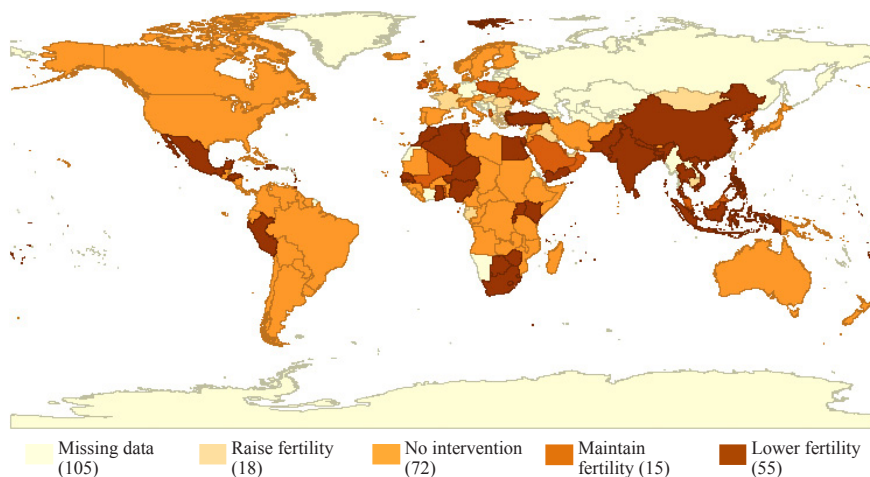 Missing data
(105)
Raise fertility
(18)
No intervention
(72)
Maintain
fertility (15)
Lower fertility
(55)